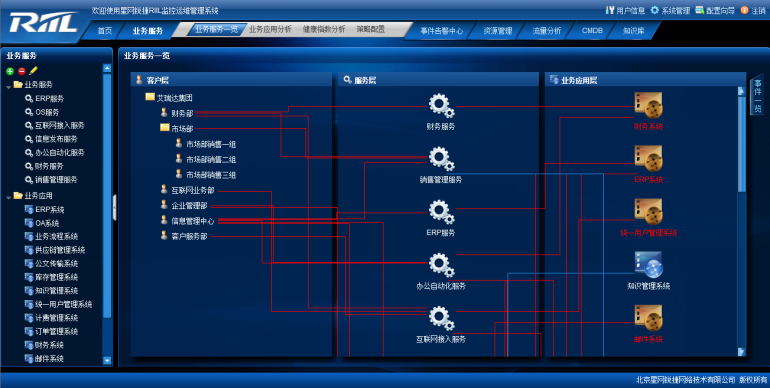 RIIL
欢迎使用星网锐捷RIIL监控运维管理系统
用户信息 系统管理 配置向导 注销
首页 业务服务 业务服务一览 业务应用分析 健康指数分析 策略配置 事件告警中心 资源管理 流量分析 CMDB 知识库
业务服务
业务服务
ERP服务
OS服务
互联网接入服务
信息发布服务
办公自动化服务
财务服务
销售管理服务
业务应用
ERP系统
OA系统
业务流程系统
供应链管理系统
公文传输系统
库存管理系统
知识管理系统
统一用户管理系统
计费管理系统
订单管理系统
财务系统
邮件系统
业务服务一览
客户层
艾瑞达集团
财务部
市场部
市场部销售一组
市场部销售二组
市场部销售三组
互联网业务部
企业管理部
信息管理中心
客户服务部
服务层
财务服务
销售管理服务
ERP服务
办公自动化服务
互联网接入服务
业务应用层
财务系统
ERP系统
统一用户管理系统
知识管理系统
邮件系统
事件一览
北京星网锐捷网络技术有限公司 版权所有